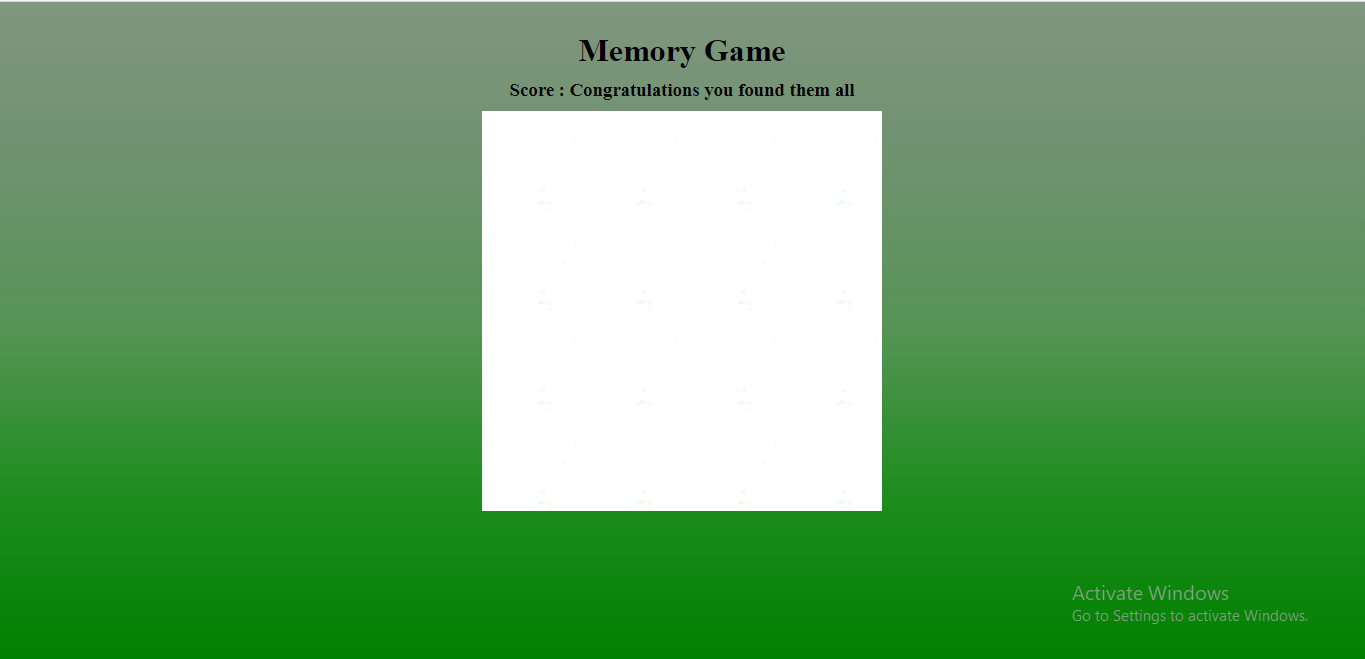 Memory Game
Score : Congratulations you found them all
Activate Windows
Go to Settings to activate Windows.